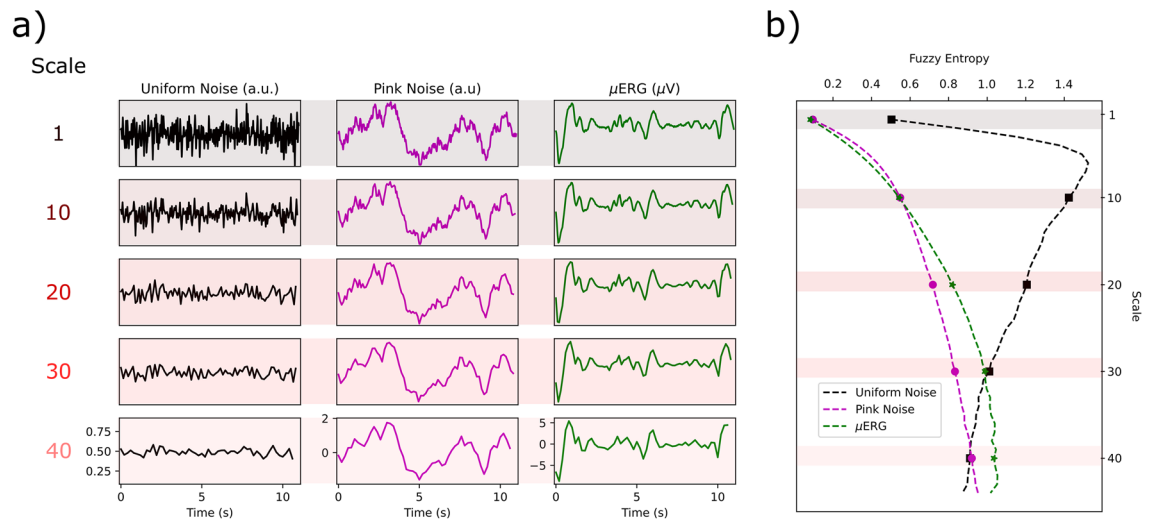 a)
Scale
Uniform Noise (a.u.)
Pink Noise (a.u)
μERG (μV)
1
10
20
30
40
0.75
0.50
0.25
2
0
5
0
−5
0 5 10
0 5 10
0 5 10
Time (s)
Time (s)
Time (s)
b)
Fuzzy Entropy
0.2 0.4 0.6 0.8 1.0 1.2 1.4
1
10
20
30
40
Scale
Uniform Noise
Pink Noise
μERG